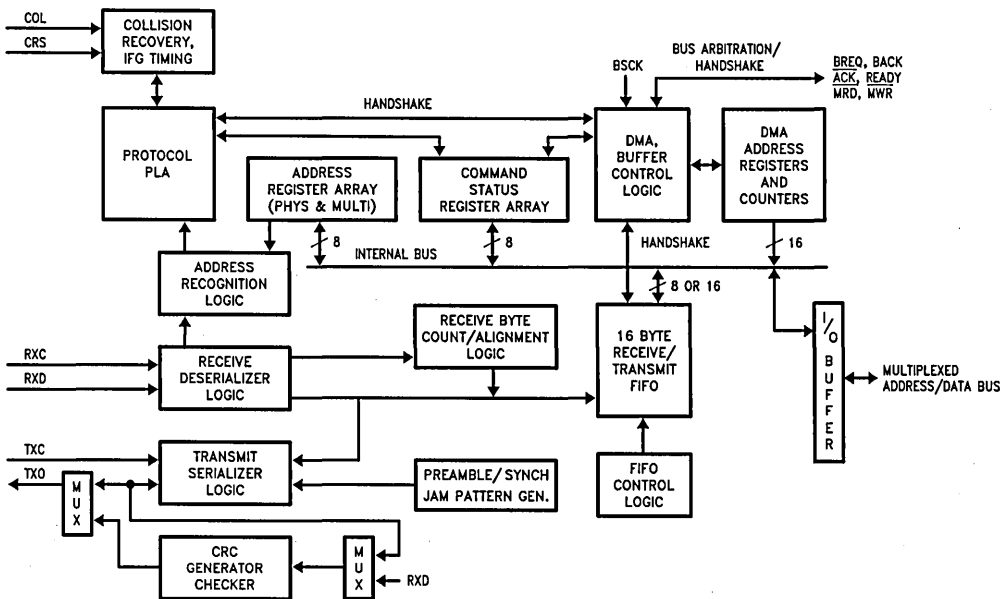 COL
CRS
COLLISION
RECOVERY,
IFG TIMING
BUS ARBITRATION/
HANDSHAKE
BSCK
BREQ, BACK
ACK, READY
MRD, MWR
HANDSHAKE
PROTOCOL
PLA
ADDRESS
REGISTER ARRAY
(PHYS & MULTI)
COMMAND
STATUS
REGISTER ARRAY
DMA,
BUFFER
CONTROL
LOGIC
DMA
ADDRESS
REGISTERS
AND
COUNTERS
8
8
HANDSHAKE
16
INTERNAL BUS
ADDRESS
RECOGNITION
LOGIC
8 OR 16
RECEIVE BYTE
COUNT/ALIGNMENT
LOGIC
16 BYTE
RECEIVE/
TRANSMIT
FIFO
I/O BUFFER
RXC
RXD
RECEIVE
DESERIALIZER
LOGIC
MULTIPLEXED
ADDRESS/DATA BUS
TXC
TXO
TRANSMIT
SERIALIZER
LOGIC
PREAMBLE/SYNCH
JAM PATTERN GEN.
FIFO
CONTROL
LOGIC
MUX
CRC
GENERATOR
CHECKER
MUX
RXD